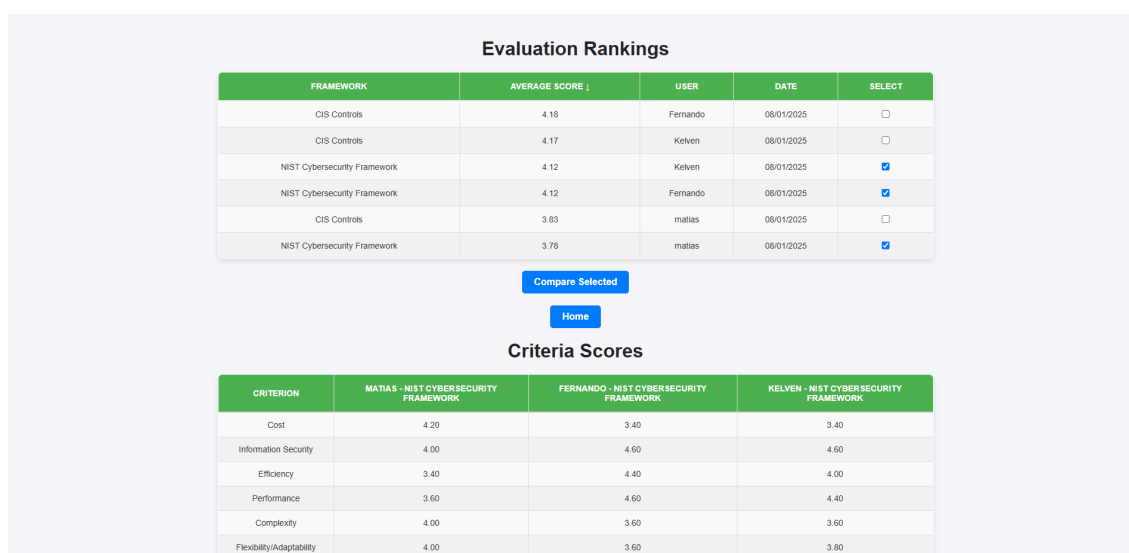 Evaluation Rankings
FRAMEWORK AVERAGE SCORE ↓ USER DATE SELECT
CIS Controls 4.18 Fernando 08/01/2025
CIS Controls 4.17 Kelven 08/01/2025
NIST Cybersecurity Framework 4.12 Kelven 08/01/2025
NIST Cybersecurity Framework 4.12 Fernando 08/01/2025
CIS Controls 3.83 matias 08/01/2025
NIST Cybersecurity Framework 3.78 matias 08/01/2025
Compare Selected
Home
Criteria Scores
CRITERION MATIAS - NIST CYBERSECURITY FRAMEWORK FERNANDO - NIST CYBERSECURITY FRAMEWORK KELVEN - NIST CYBERSECURITY FRAMEWORK
Cost 4.20 3.40 3.40
Information Security 4.00 4.60 4.60
Efficiency 3.40 4.40 4.00
Performance 3.60 4.60 4.40
Complexity 4.00 3.60 3.60
Flexibility/Adaptability 4.00 3.60 3.80